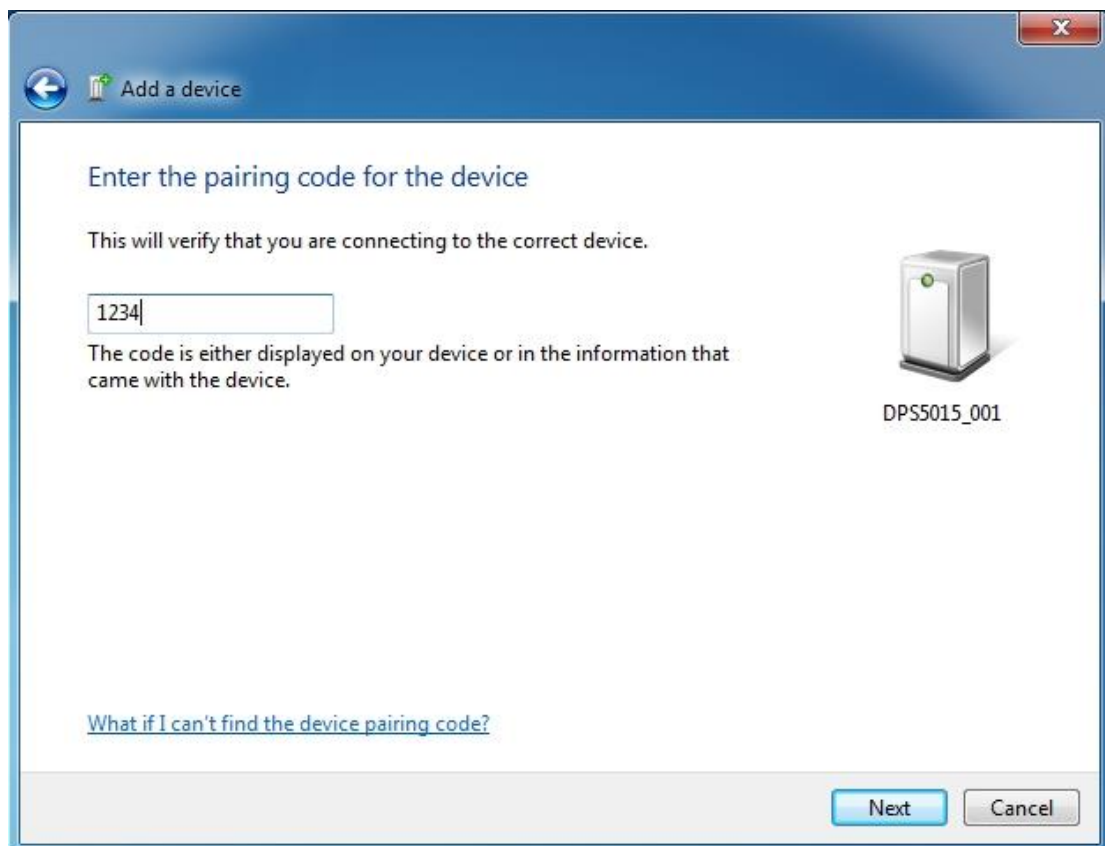 Add a device
Enter the pairing code for the device
This will verify that you are connecting to the correct device.
1234
The code is either displayed on your device or in the information that
came with the device.
DPS5015_001
What if I can't find the device pairing code?
Next Cancel